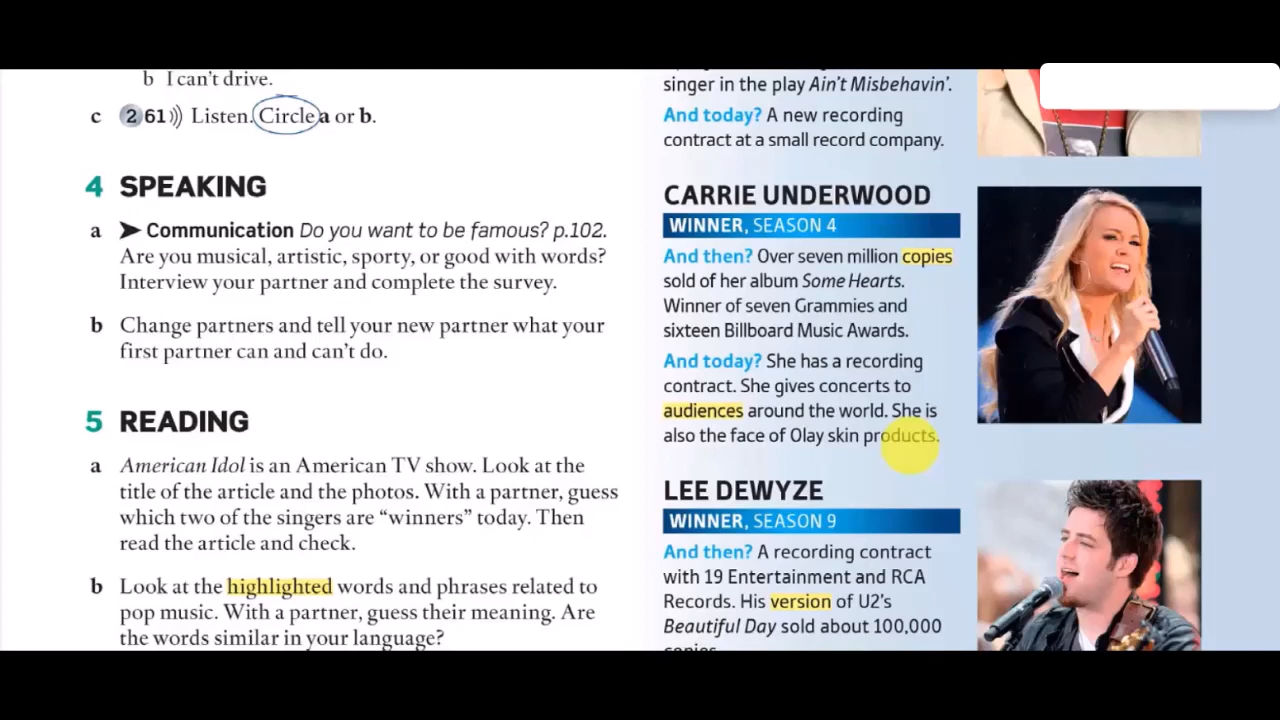 b I can't drive.
c 2 61))) Listen. Circle a or b.
4 SPEAKING
a ➤ Communication Do you want to be famous? p.102.
Are you musical, artistic, sporty, or good with words?
Interview your partner and complete the survey.
b Change partners and tell your new partner what your
first partner can and can't do.
5 READING
a American Idol is an American TV show. Look at the
title of the article and the photos. With a partner, guess
which two of the singers are "winners" today. Then
read the article and check.
b Look at the highlighted words and phrases related to
pop music. With a partner, guess their meaning. Are
the words similar in your language?
singer in the play Ain't Misbehavin'.
And today? A new recording
contract at a small record company.
CARRIE UNDERWOOD
WINNER, SEASON 4
And then? Over seven million copies
sold of her album Some Hearts.
Winner of seven Grammies and
sixteen Billboard Music Awards.
And today? She has a recording
contract. She gives concerts to
audiences around the world. She is
also the face of Olay skin products.
LEE DEWYZE
WINNER, SEASON 9
And then? A recording contract
with 19 Entertainment and RCA
Records. His version of U2's
Beautiful Day sold about 100,000
copies.